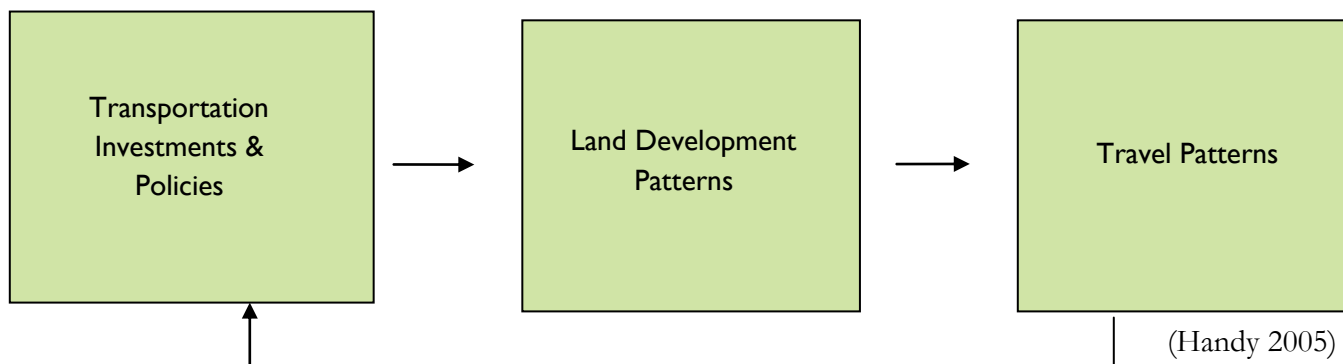 Transportation
Investments &
Policies
Land Development
Patterns
Travel Patterns
(Handy 2005)